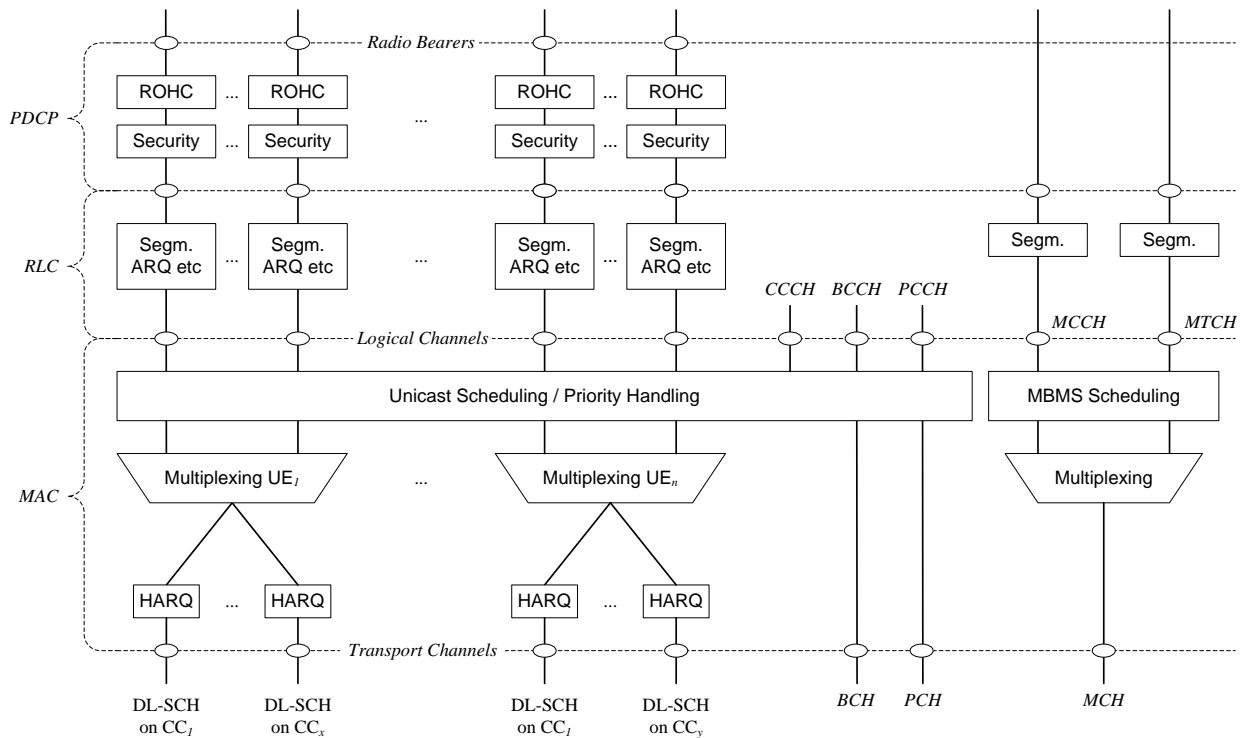 Radio Bearers
ROHC ... ROHC ROHC ... ROHC
PDCP
...
Security ... Security Security ... Security
Segm. Segm. Segm. Segm. Segm. Segm.
... ... ...
RLC
ARQ etc ARQ etc ARQ etc ARQ etc
CCCH BCCH PCCH
MCCH MTCH
Logical Channels
Unicast Scheduling / Priority Handling MBMS Scheduling
Multiplexing UE1 ... Multiplexing UEn Multiplexing
MAC
HARQ ... HARQ HARQ ... HARQ
Transport Channels
DL-SCH DL-SCH DL-SCH DL-SCH BCH PCH MCH
on CC1 on CCx on CC1 on CCy